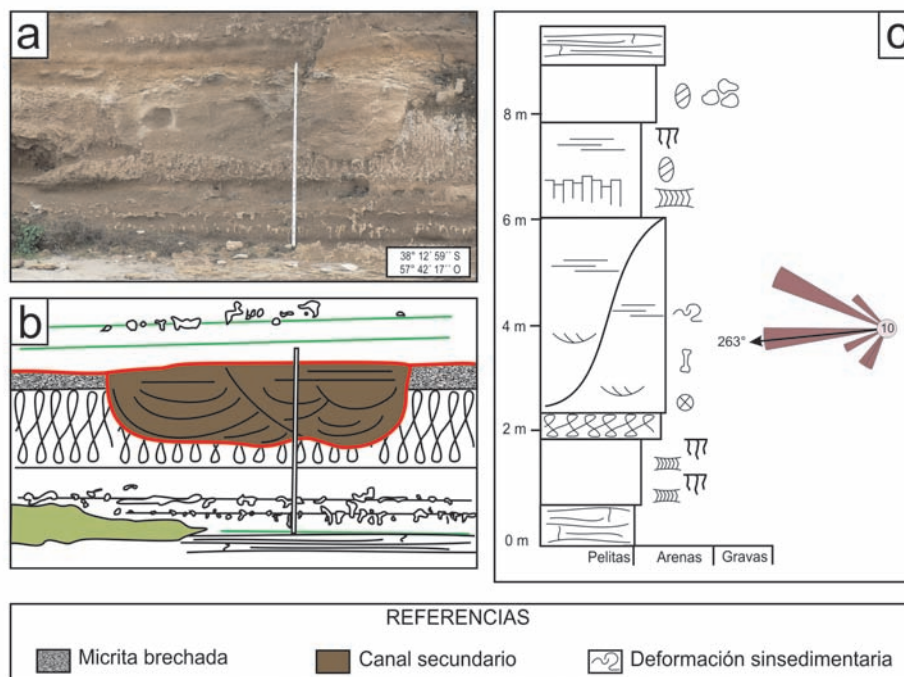 a
38° 12´ 59´´ S
57° 42´ 17´´ O
b
c
8 m
6 m
4 m
2 m
0 m
Pelitas Arenas Gravas
263°
10
REFERENCIAS
Micrita brechada Canal secundario Deformación sinsedimentaria